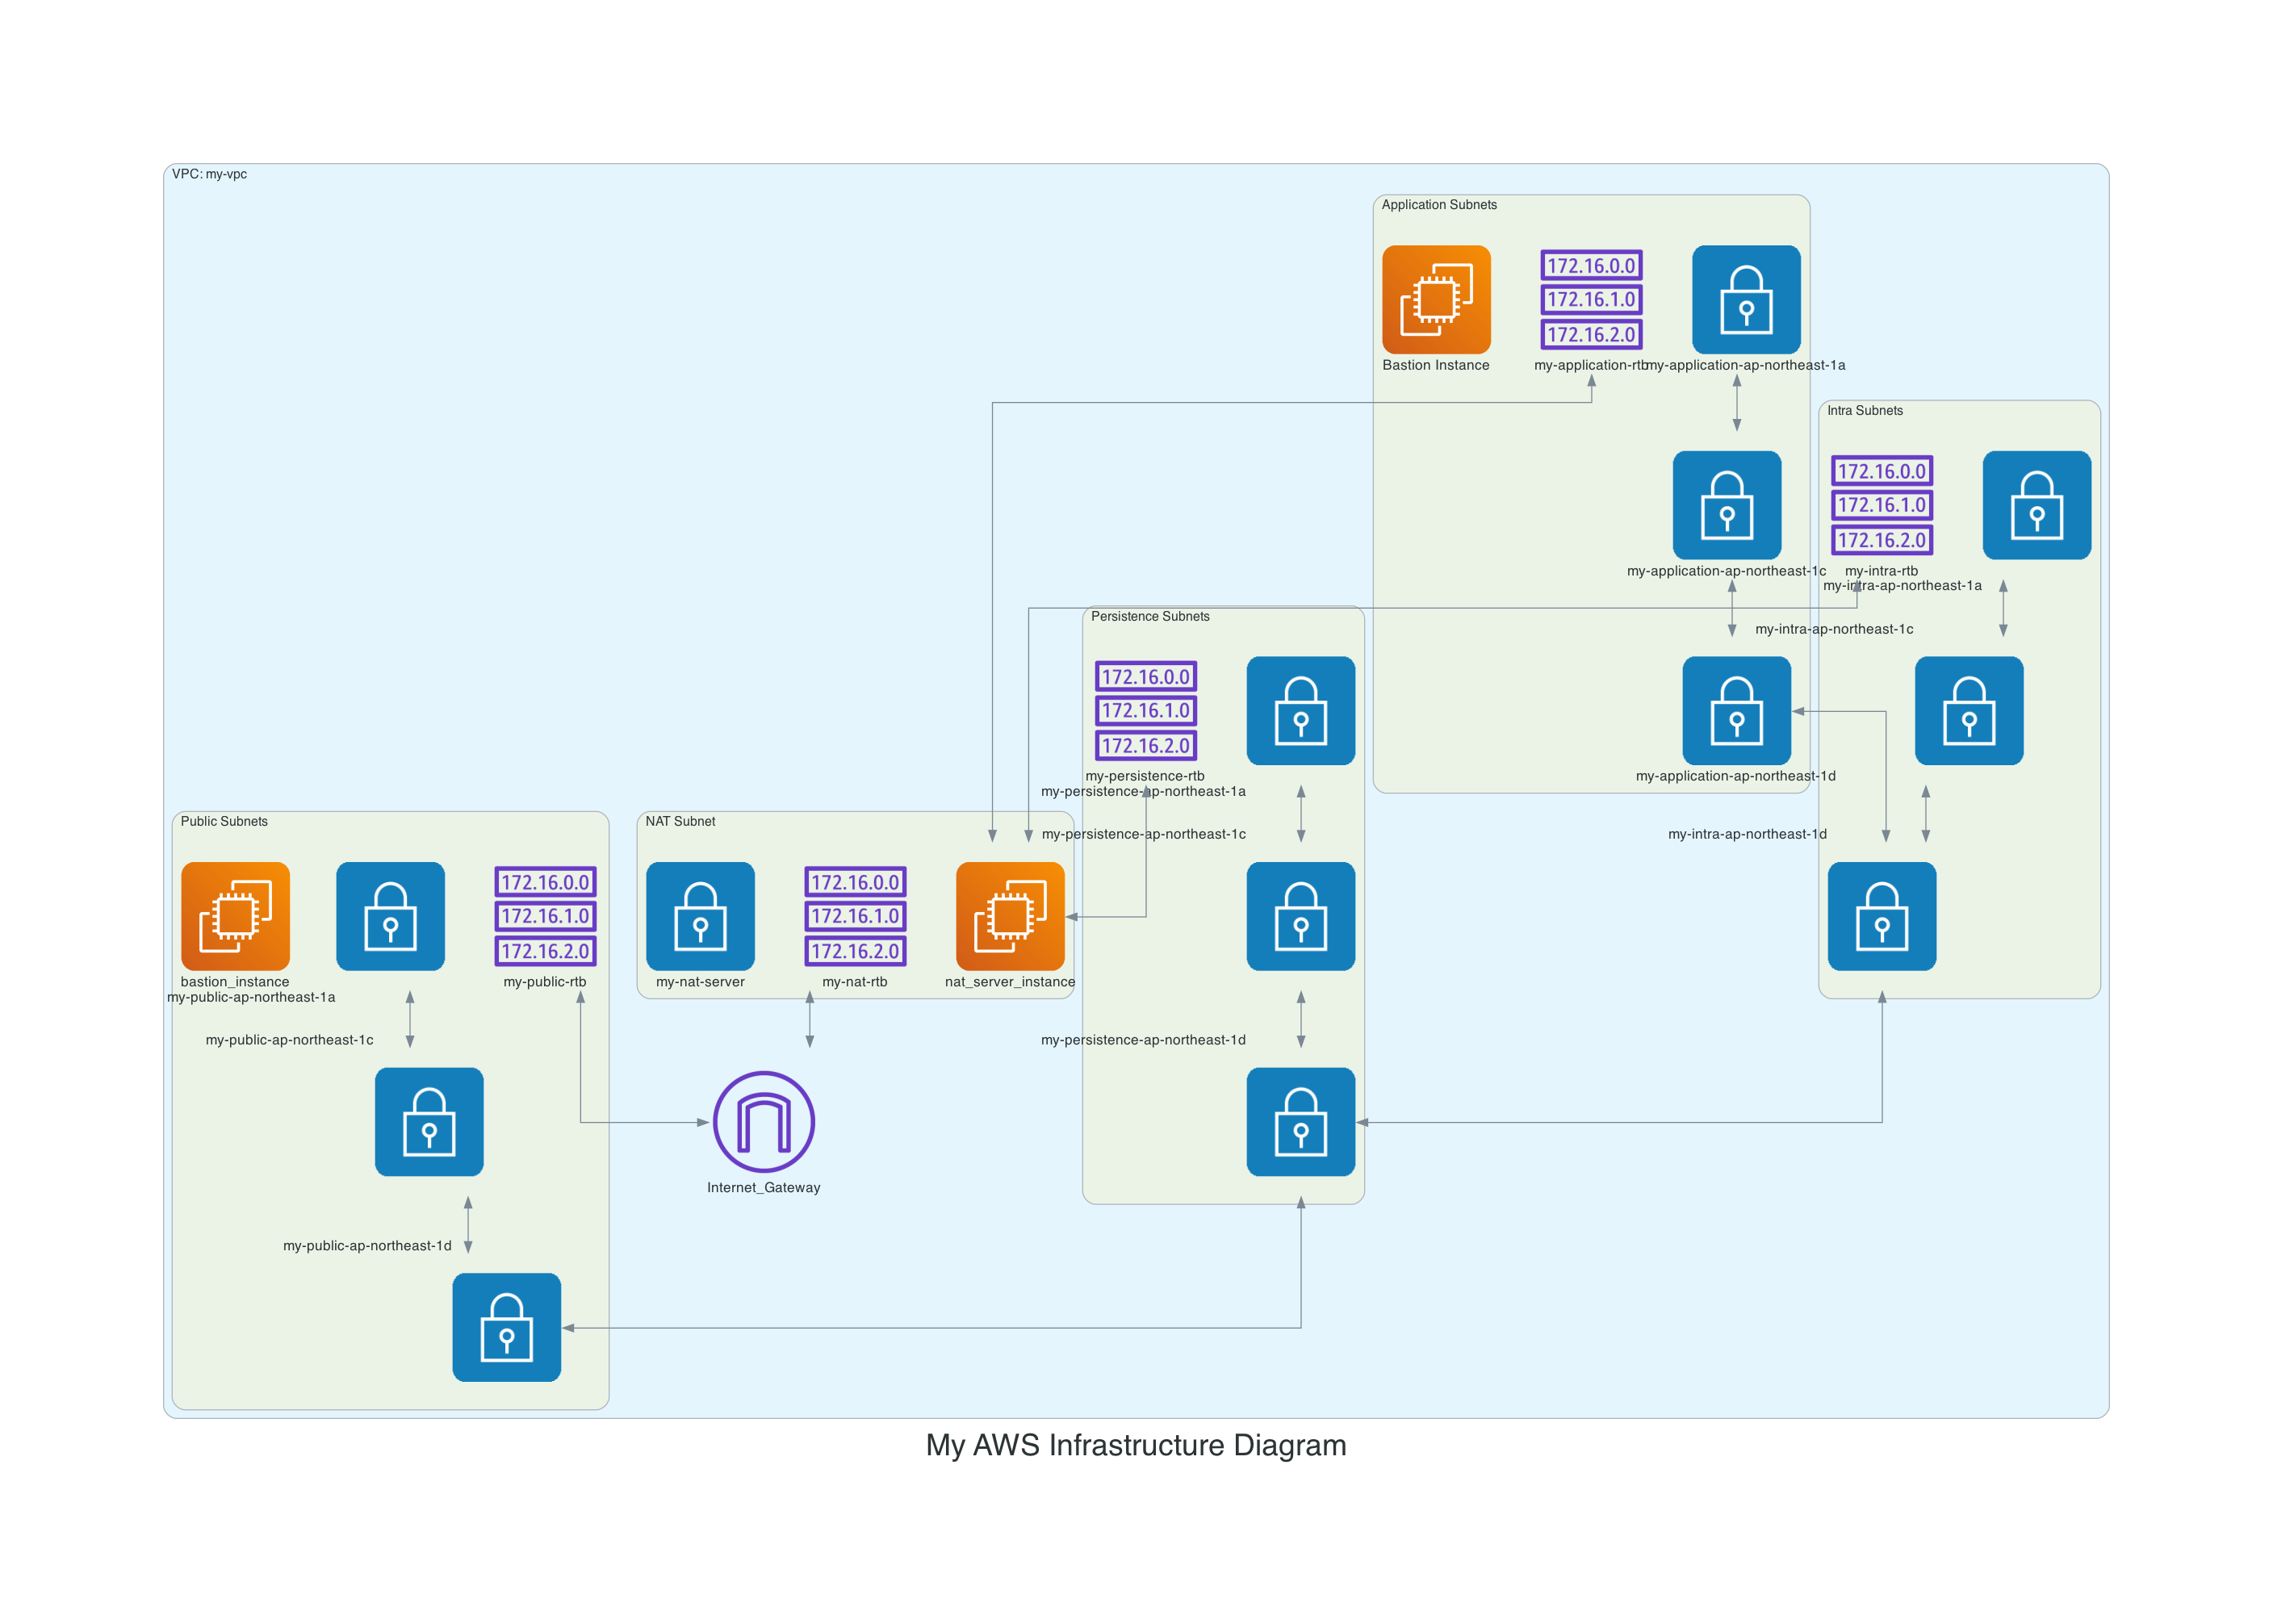 VPC: my-vpc
Application Subnets
172.16.0.0
172.16.1.0
172.16.2.0
Bastion Instance
my-application-rtb
my-application-ap-northeast-1a
Intra Subnets
172.16.0.0
172.16.1.0
172.16.2.0
my-application-ap-northeast-1c
my-intra-rtb
my-intra-ap-northeast-1a
Persistence Subnets
my-intra-ap-northeast-1c
172.16.0.0
172.16.1.0
172.16.2.0
my-persistence-rtb
my-persistence-ap-northeast-1a
my-application-ap-northeast-1d
Public Subnets
NAT Subnet
my-persistence-ap-northeast-1c
my-intra-ap-northeast-1d
172.16.0.0
172.16.1.0
172.16.2.0
172.16.0.0
172.16.1.0
172.16.2.0
bastion_instance
my-public-ap-northeast-1a
my-public-rtb
my-nat-server
my-nat-rtb
nat_server_instance
my-public-ap-northeast-1c
my-persistence-ap-northeast-1d
Internet_Gateway
my-public-ap-northeast-1d
My AWS Infrastructure Diagram